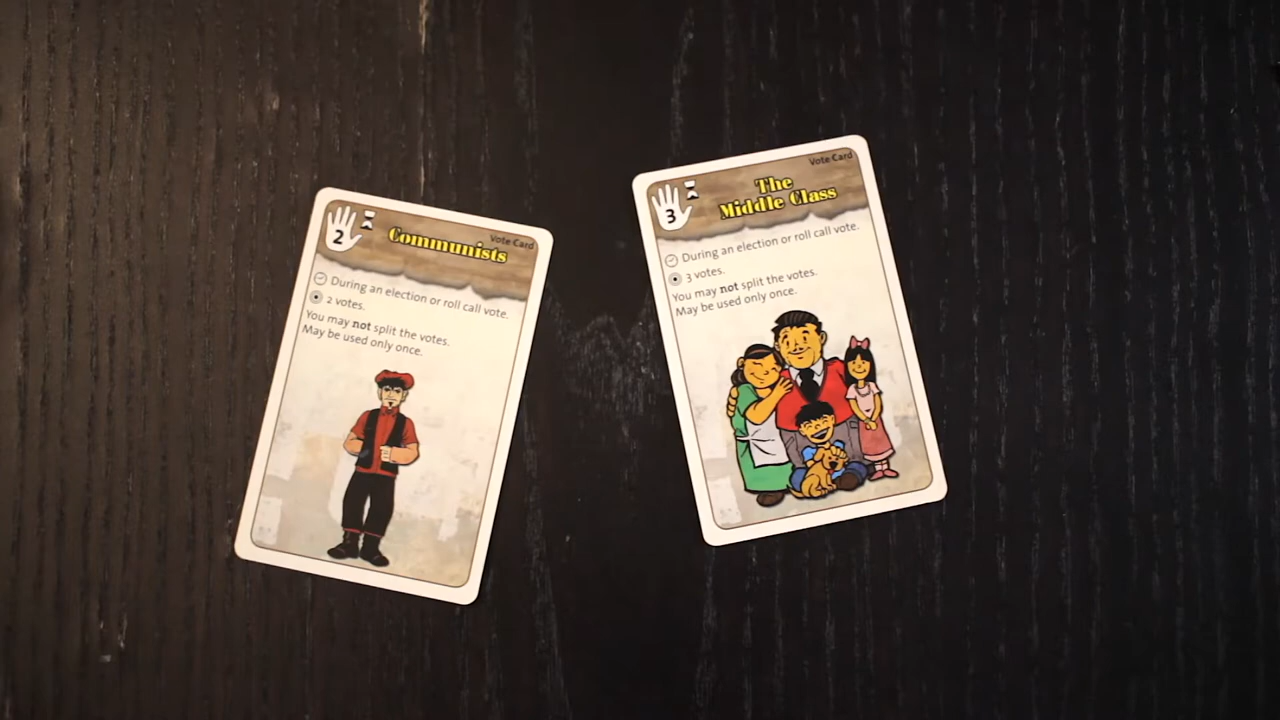 2
Communists
Vote Card
During an election or roll call vote.
2 votes.
You may not split the votes.
May be used only once.
3
The
Middle Class
Vote Card
During an election or roll call vote.
3 votes.
You may not split the votes.
May be used only once.